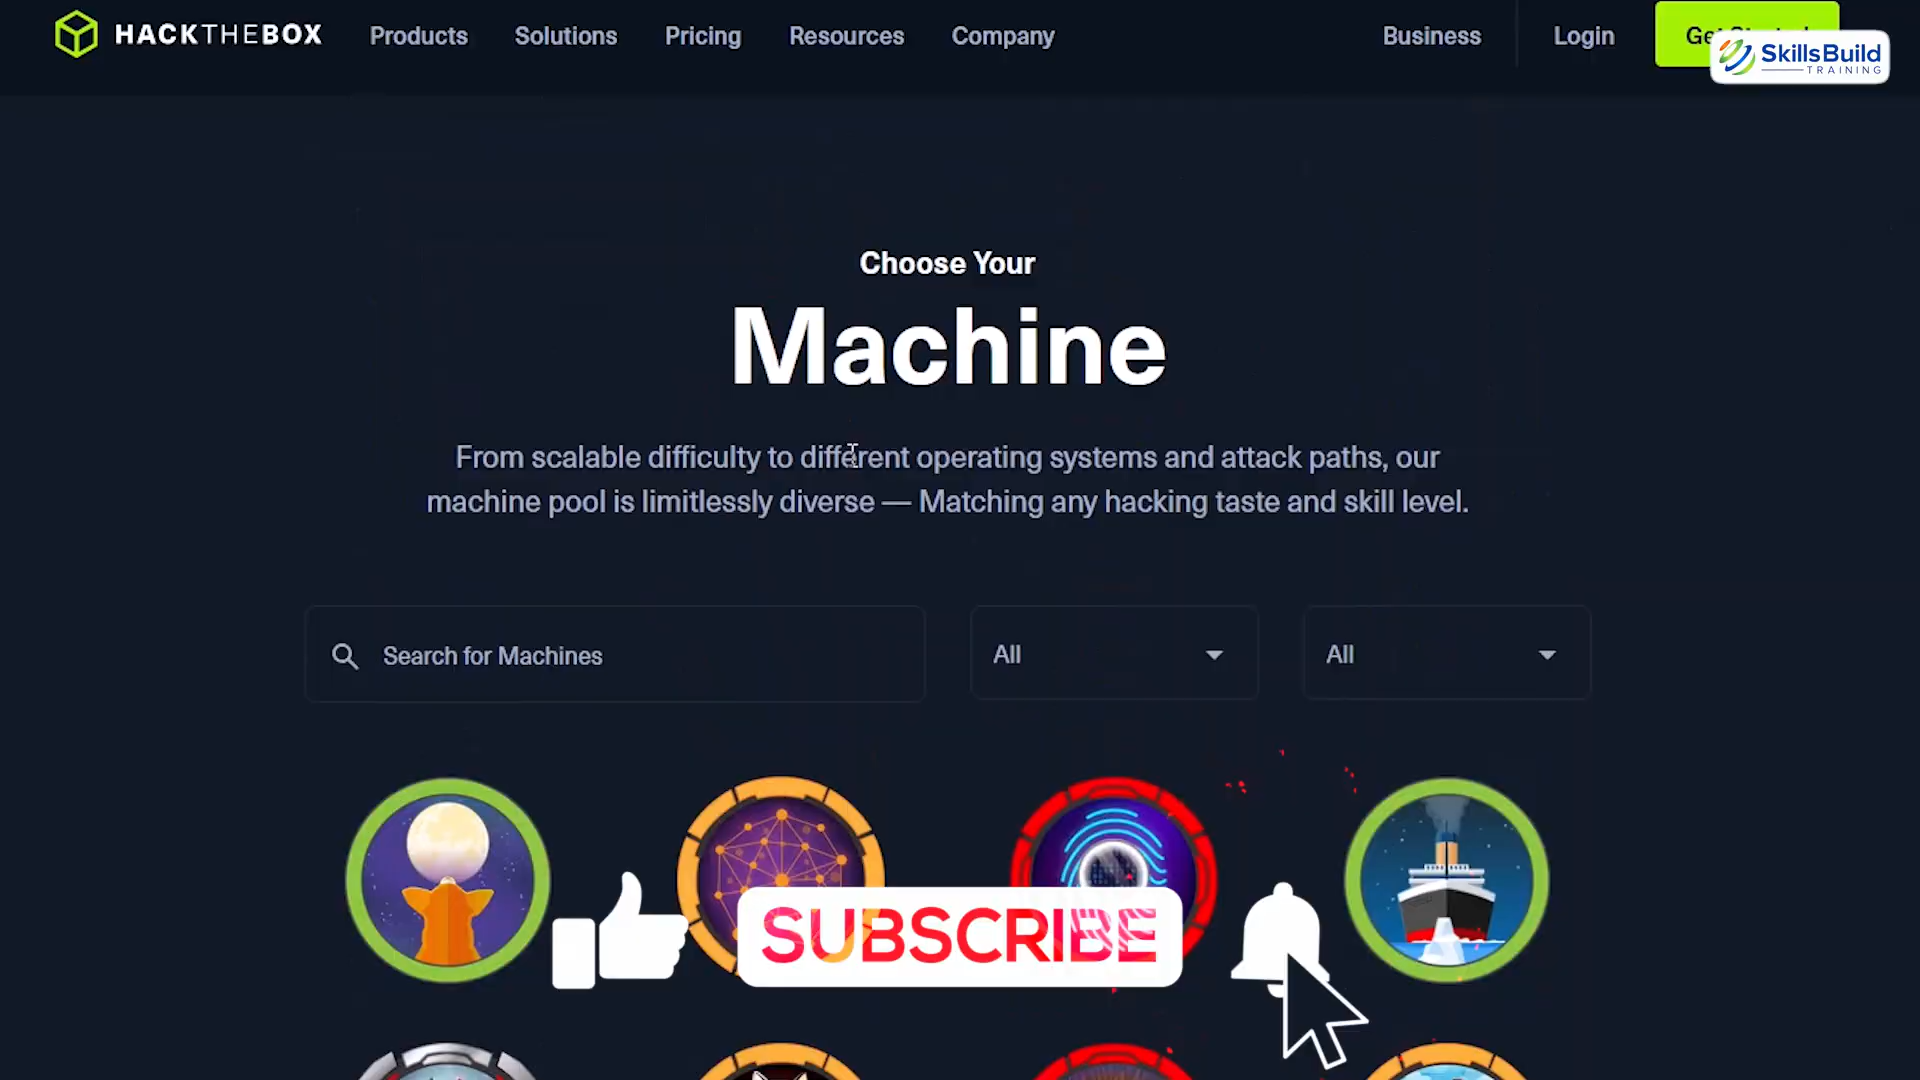 HACKTHEBOX
Products
Solutions
Pricing
Resources
Company
Business
Login
SkillsBuild
TRAINING
Choose Your
Machine
From scalable difficulty to different operating systems and attack paths, our
machine pool is limitlessly diverse — Matching any hacking taste and skill level.
Search for Machines
All
All
SUBSCRIBE